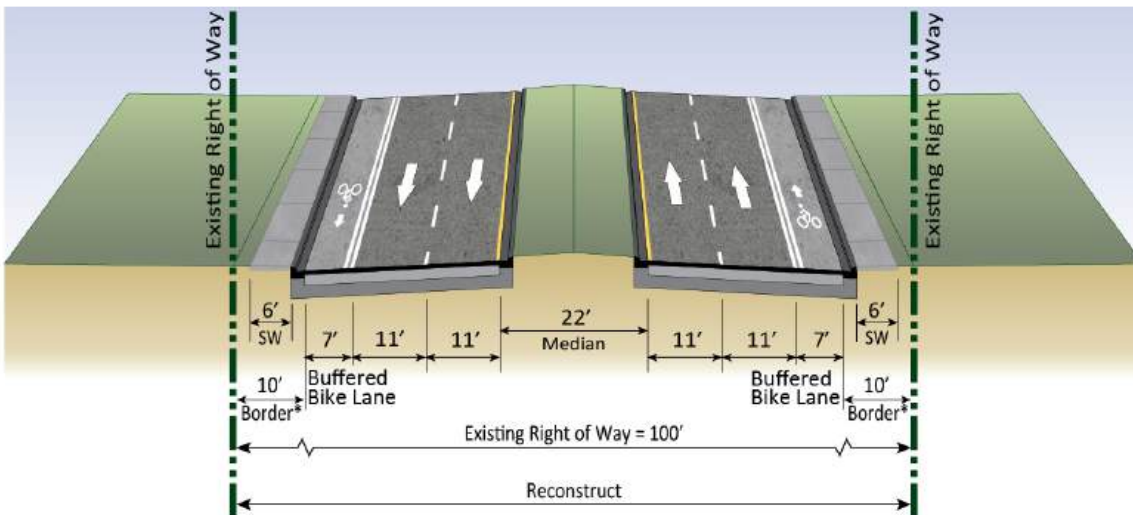 Existing Right of Way
Existing Right of Way
6'
SW
7'
11'
11'
22'
Median
11'
11'
7'
6'
SW
Buffered
Bike Lane
Buffered
Bike Lane
10'
Border*
10'
Border*
Existing Right of Way = 100'
Reconstruct